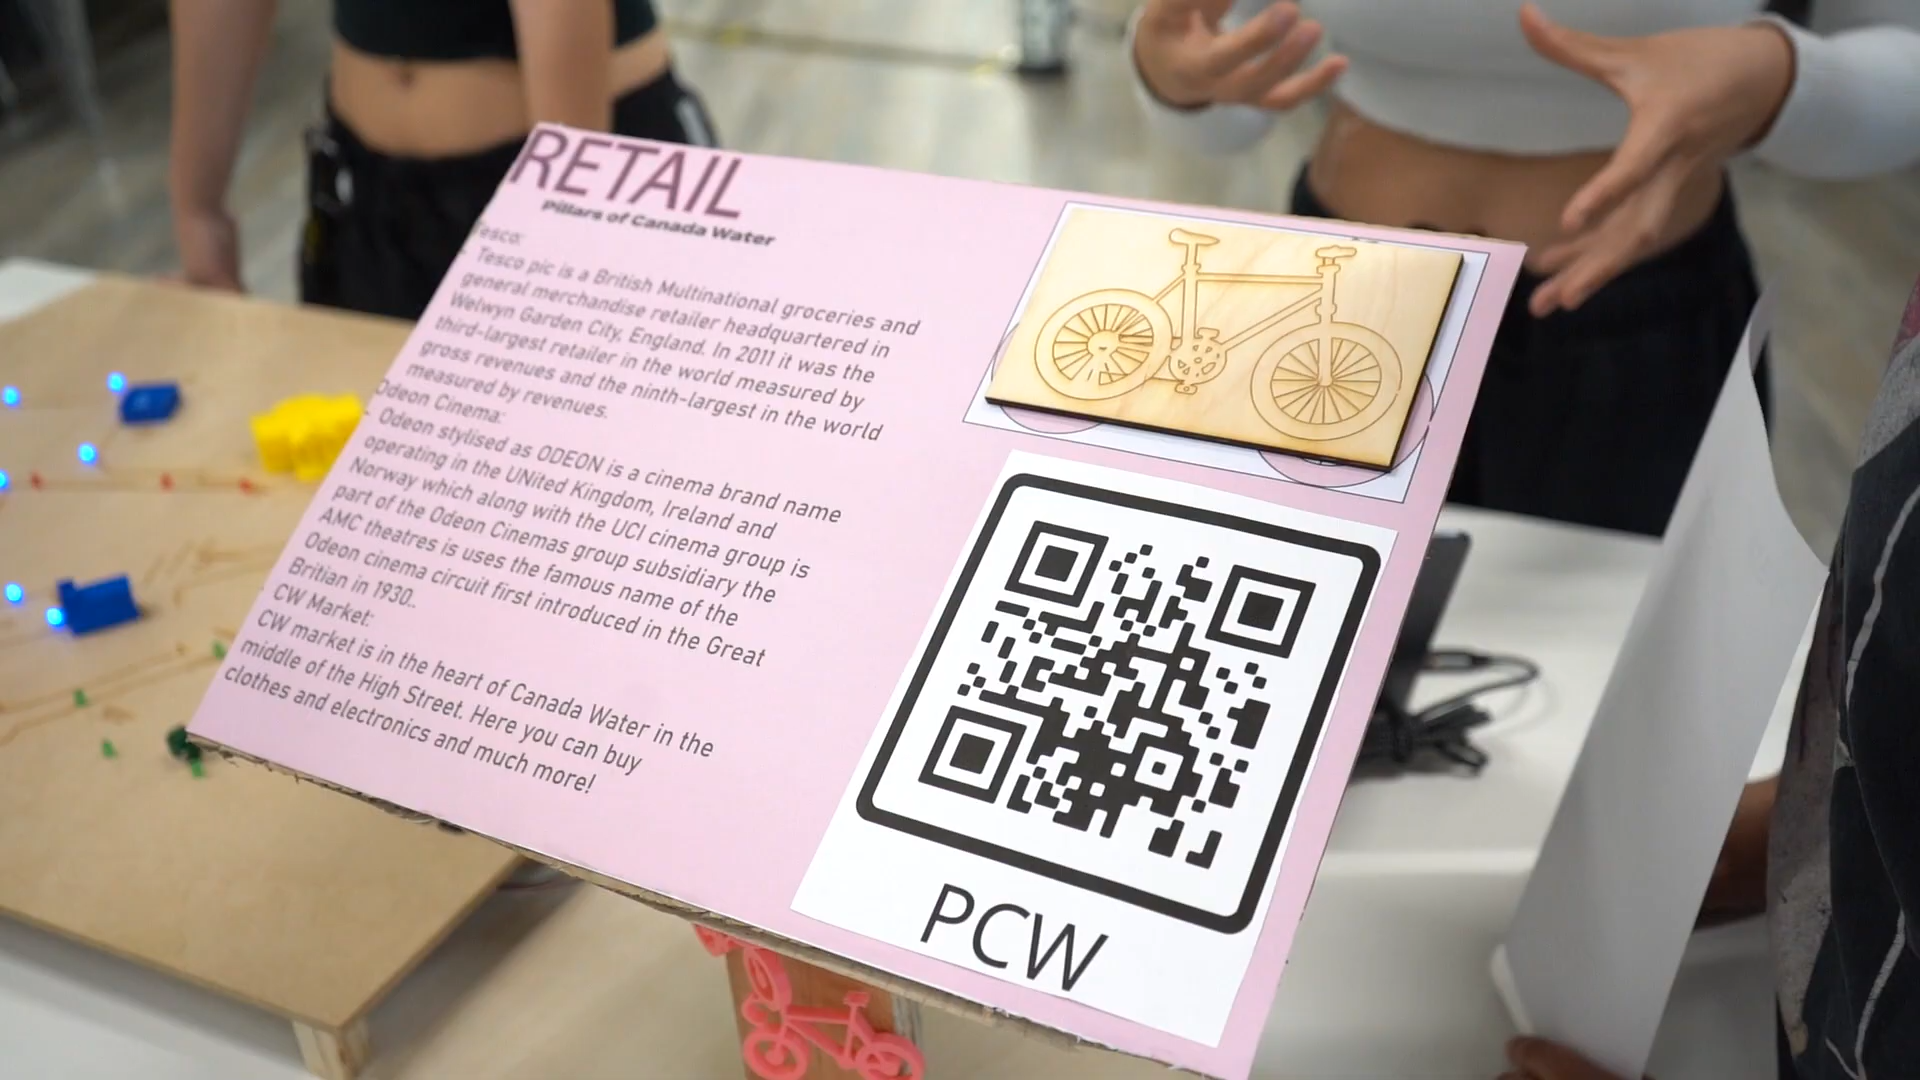 RETAIL
Pillars of Canada Water
Tesco:
- Tesco plc is a British Multinational groceries and
general merchandise retailer headquartered in
Welwyn Garden City, England. In 2011 it was the
third-largest retailer in the world measured by
gross revenues and the ninth-largest in the world
measured by revenues.
Odeon Cinema:
- Odeon stylised as ODEON is a cinema brand name
operating in the UNited Kingdom, Ireland and
Norway which along with the UCI cinema group is
part of the Odeon Cinemas group subsidiary the
AMC theatres is uses the famous name of the
Odeon cinema circuit first introduced in the Great
Britian in 1930..
CW Market:
CW market is in the heart of Canada Water in the
middle of the High Street. Here you can buy
clothes and electronics and much more!
PCW